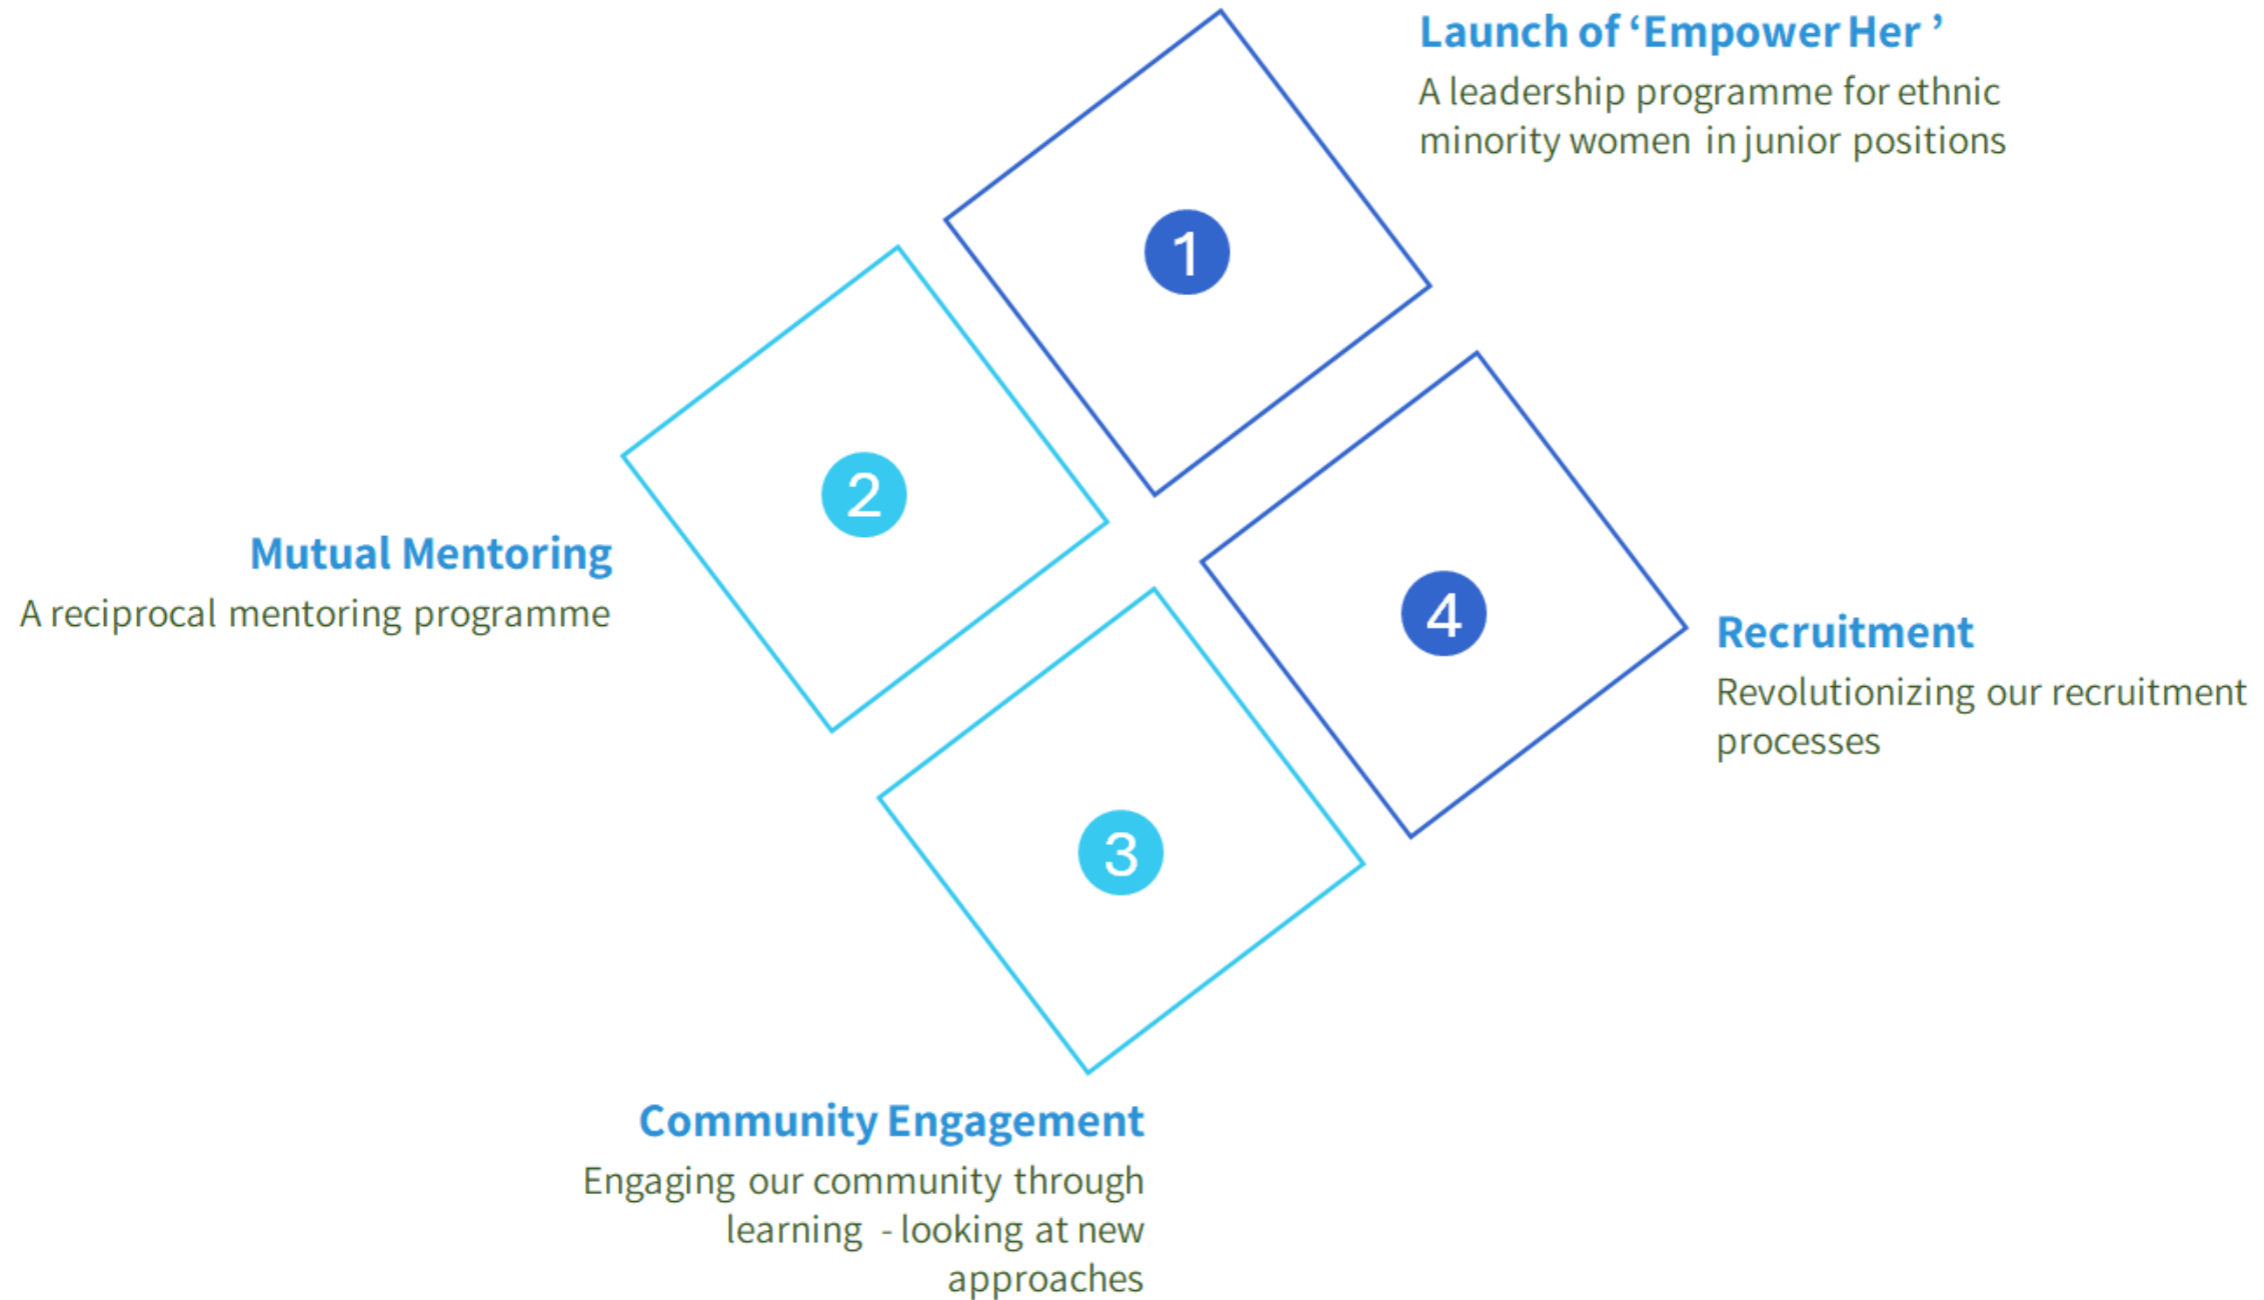 Launch of ‘Empower Her ’
A leadership programme for ethnic
minority women in junior positions
1
2
Mutual Mentoring
A reciprocal mentoring programme
3
Community Engagement
Engaging our community through
learning - looking at new
approaches
4
Recruitment
Revolutionizing our recruitment
processes